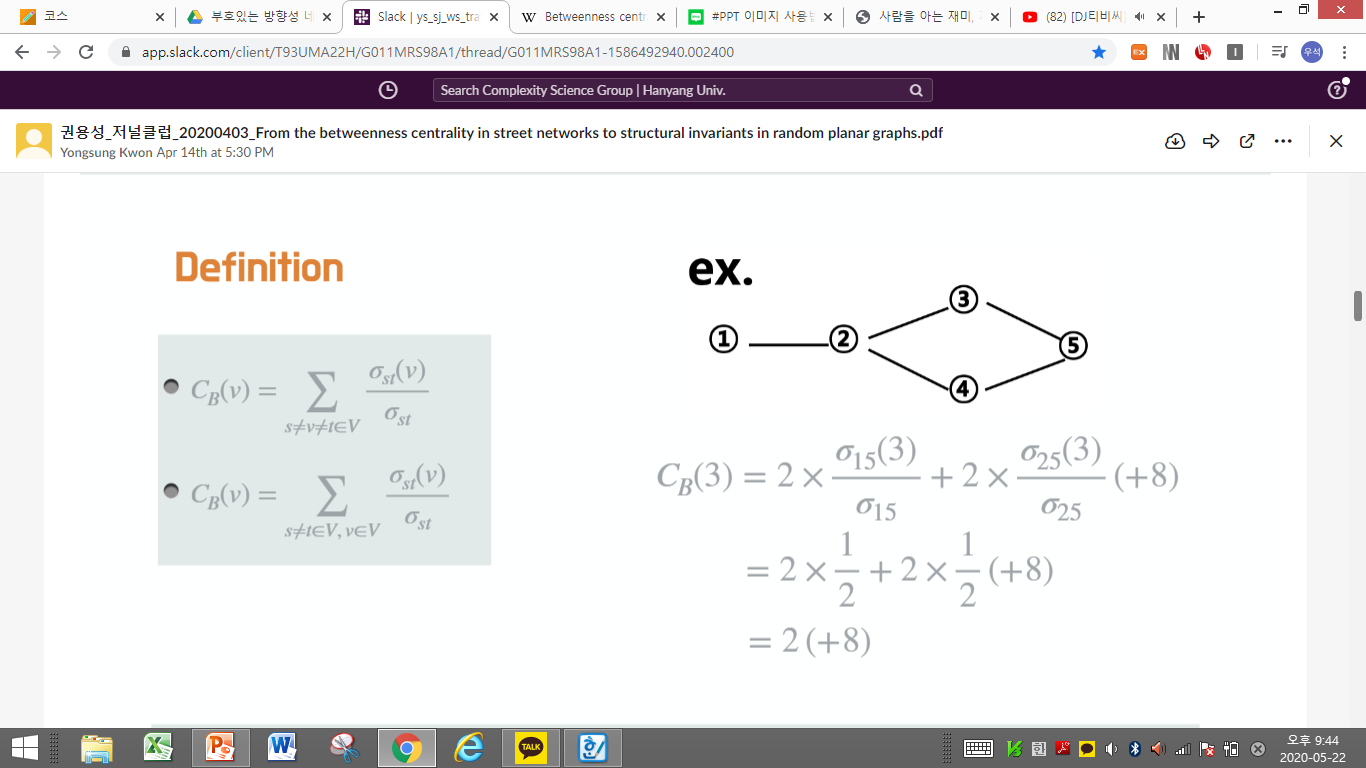 코스
부호있는 방향성 네
Slack | ys_sj_ws_tra
Betweenness centr
#PPT 이미지 사용
사람을 아는 재미,
(82) [DJ티비씨]
app.slack.com/client/T93UMA22H/G011MRS98A1/thread/G011MRS98A1-1586492940.002400
우석
Search Complexity Science Group | Hanyang Univ.
권용성_저널클럽_20200403_From the betweenness centrality in street networks to structural invariants in random planar graphs.pdf
Yongsung Kwon Apr 14th at 5:30 PM
Definition
C_B(v) = ∑_{s≠v≠t∈V} σ_st(v)/σ_st
C_B(v) = ∑_{s≠t∈V, v∈V} σ_st(v)/σ_st
ex.
① ② ③ ④ ⑤
C_B(3) = 2 × σ_15(3)/σ_15 + 2 × σ_25(3)/σ_25 (+8)
= 2 × 1/2 + 2 × 1/2 (+8)
= 2 (+8)
TALK
오후 9:44
2020-05-22